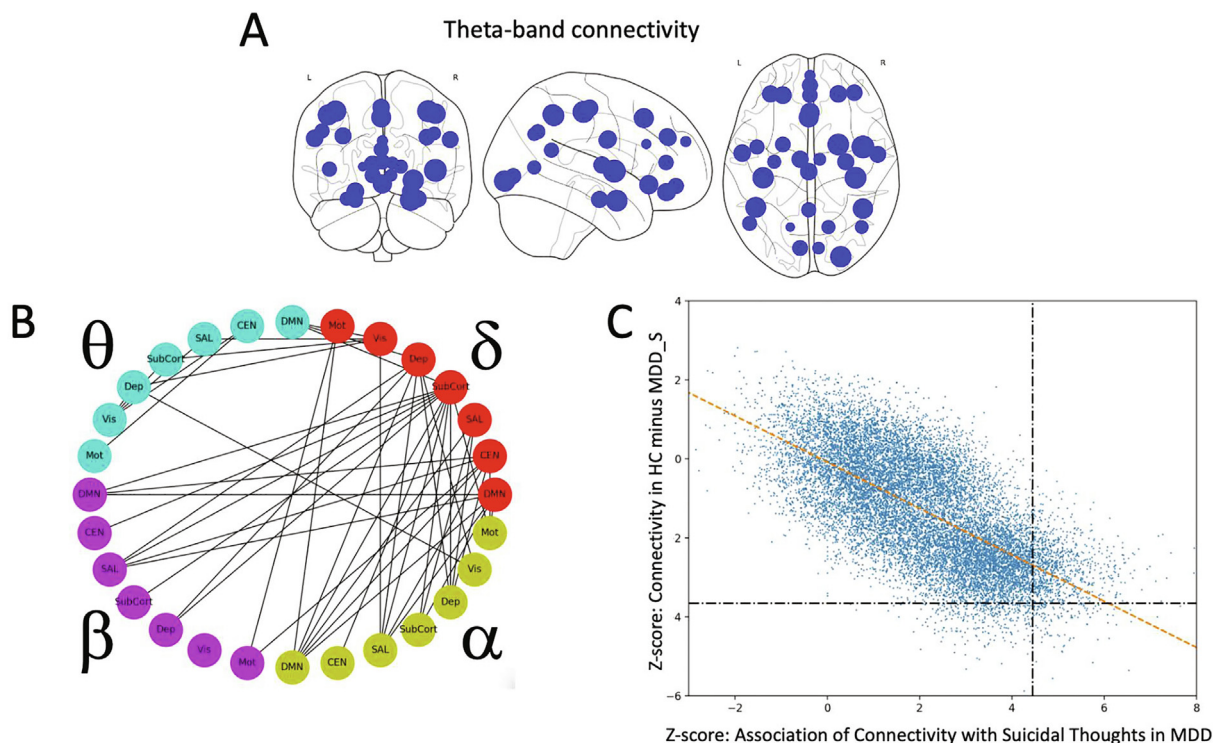 A
Theta-band connectivity
L
R
L
R
B
θ
δ
DMN
Mot
CEN
Vis
SAL
Dep
SubCort
SubCort
Dep
SAL
Vis
CEN
Mot
DMN
DMN
Mot
CEN
Vis
SAL
Dep
SubCort
SubCort
Dep
SAL
Vis
CEN
Mot
DMN
β
α
C
Z-score: Connectivity in HC minus MDD_S
4
2
0
2
4
−6
−2
0
2
4
6
8
Z-score: Association of Connectivity with Suicidal Thoughts in MDD